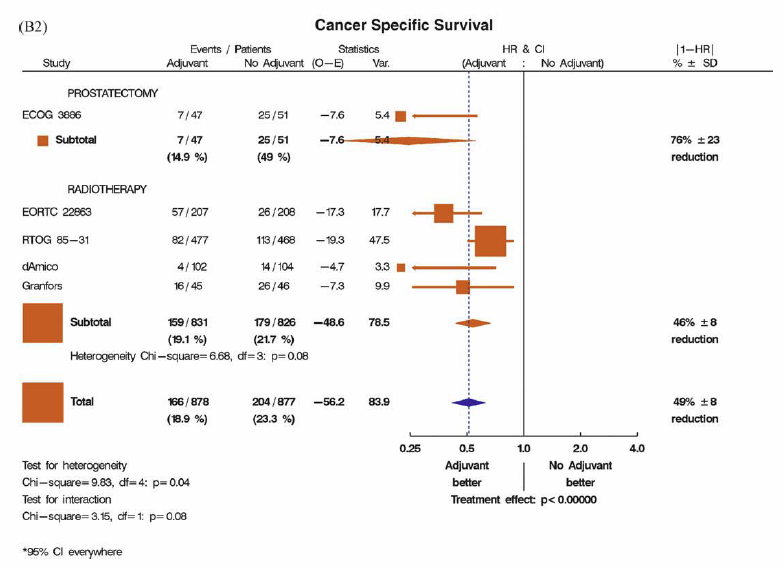 (B2)
Cancer Specific Survival
Events / Patients Statistics HR & CI |1−HR|
Study Adjuvant No Adjuvant (O−E) Var. (Adjuvant : No Adjuvant) % ± SD
PROSTATECTOMY
ECOG 3886 7/47 25/51 −7.6 5.4
Subtotal 7/47 25/51 −7.6 5.4 76% ±23
(14.9 %) (49 %) reduction
RADIOTHERAPY
EORTC 22863 57/207 26/208 −17.3 17.7
RTOG 85−31 82/477 113/468 −19.3 47.5
dAmico 4/102 14/104 −4.7 3.3
Granfors 16/45 26/46 −7.3 9.9
Subtotal 159/831 179/826 −48.6 78.5 46% ±8
(19.1 %) (21.7 %) reduction
Heterogeneity Chi−square=6.68, df=3: p=0.08
Total 166/878 204/877 −56.2 83.9 49% ±8
(18.9 %) (23.3 %) reduction
0.25 0.5 1.0 2.0 4.0
Test for heterogeneity Adjuvant No Adjuvant
Chi−square=9.83, df=4: p=0.04 better better
Test for interaction Treatment effect: p<0.00000
Chi−square=3.15, df=1: p=0.08
*95% CI everywhere